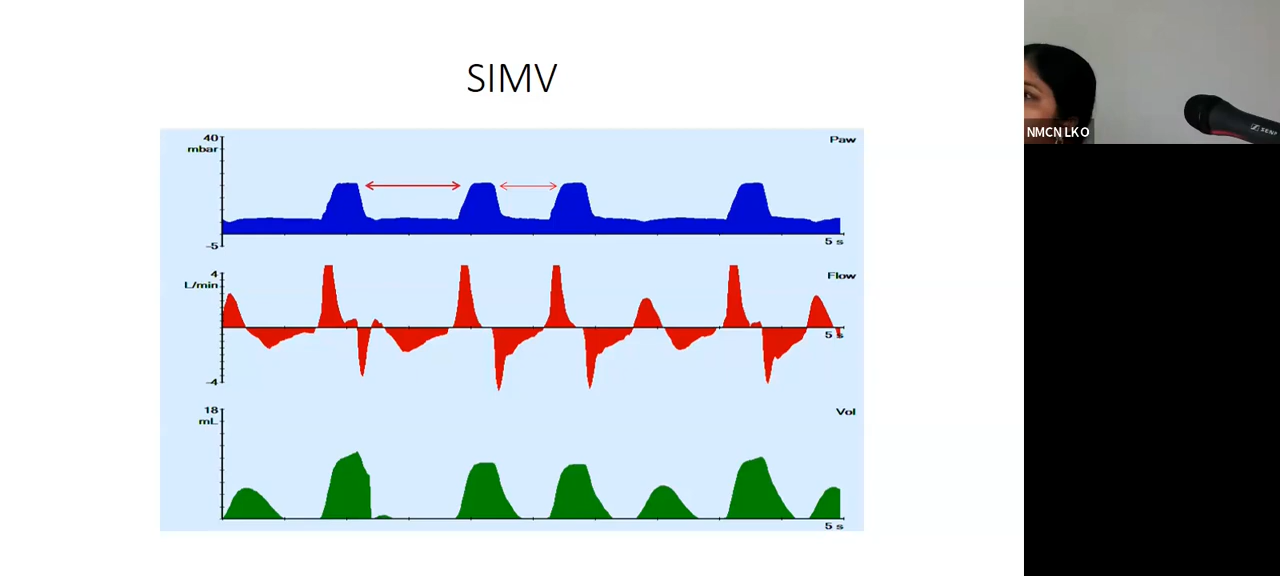 SIMV
40
mbar
Paw
-5
5 s
4
L/min
Flow
5 s
-4
18
mL
Vol
5 s
NMCN LKO